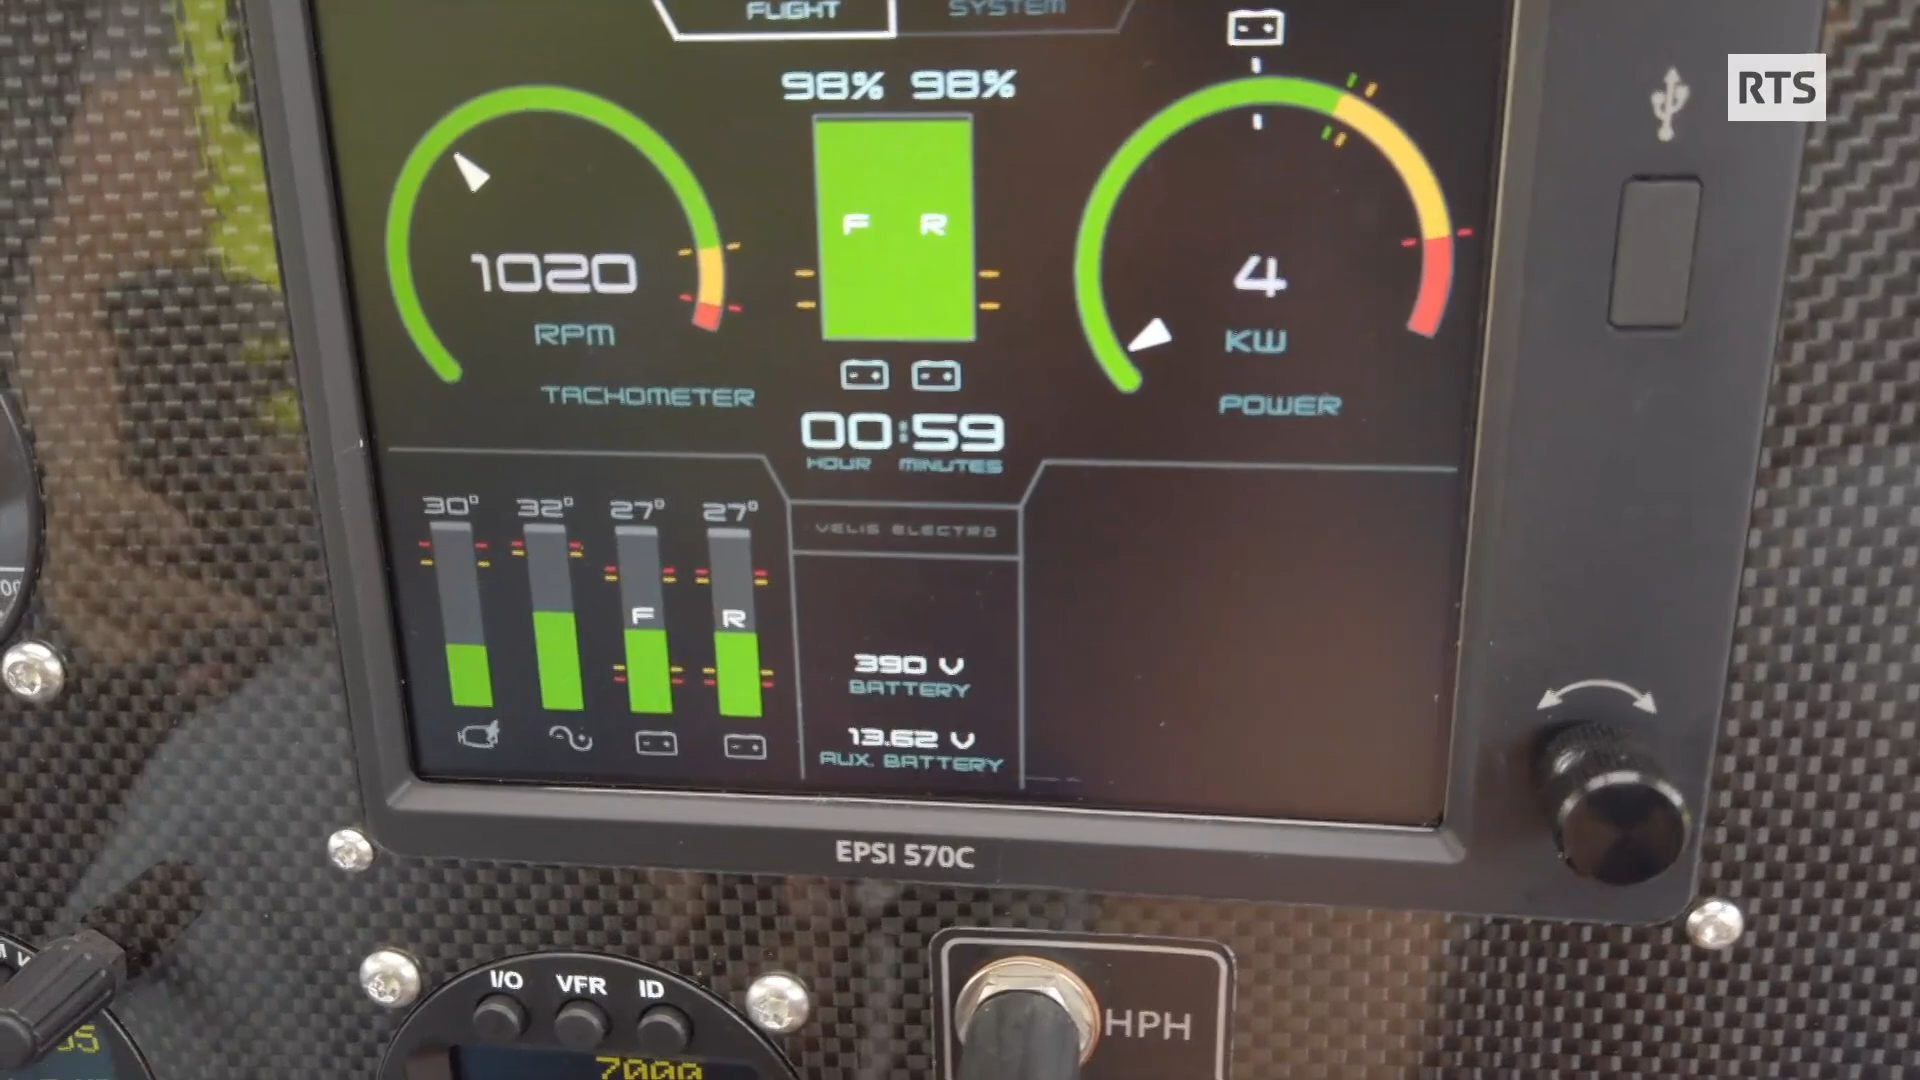 FLIGHT SYSTEM
RTS
98% 98%
F R
1020
RPM
TACHOMETER
4
KW
POWER
00:59
HOUR MINUTES
30° 32° 27° 27°
VELIS ELECTRO
F R
390 V
BATTERY
13.62 V
AUX. BATTERY
EPSI 570C
I/O VFR ID
7000
HPH